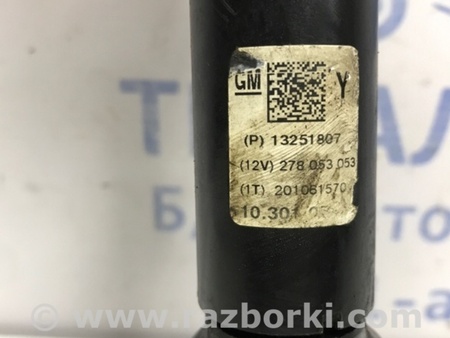 GM
Y
(P) 13251807
(12V) 278 053 053
(1T) 201061570
10.301
www.razborki.com